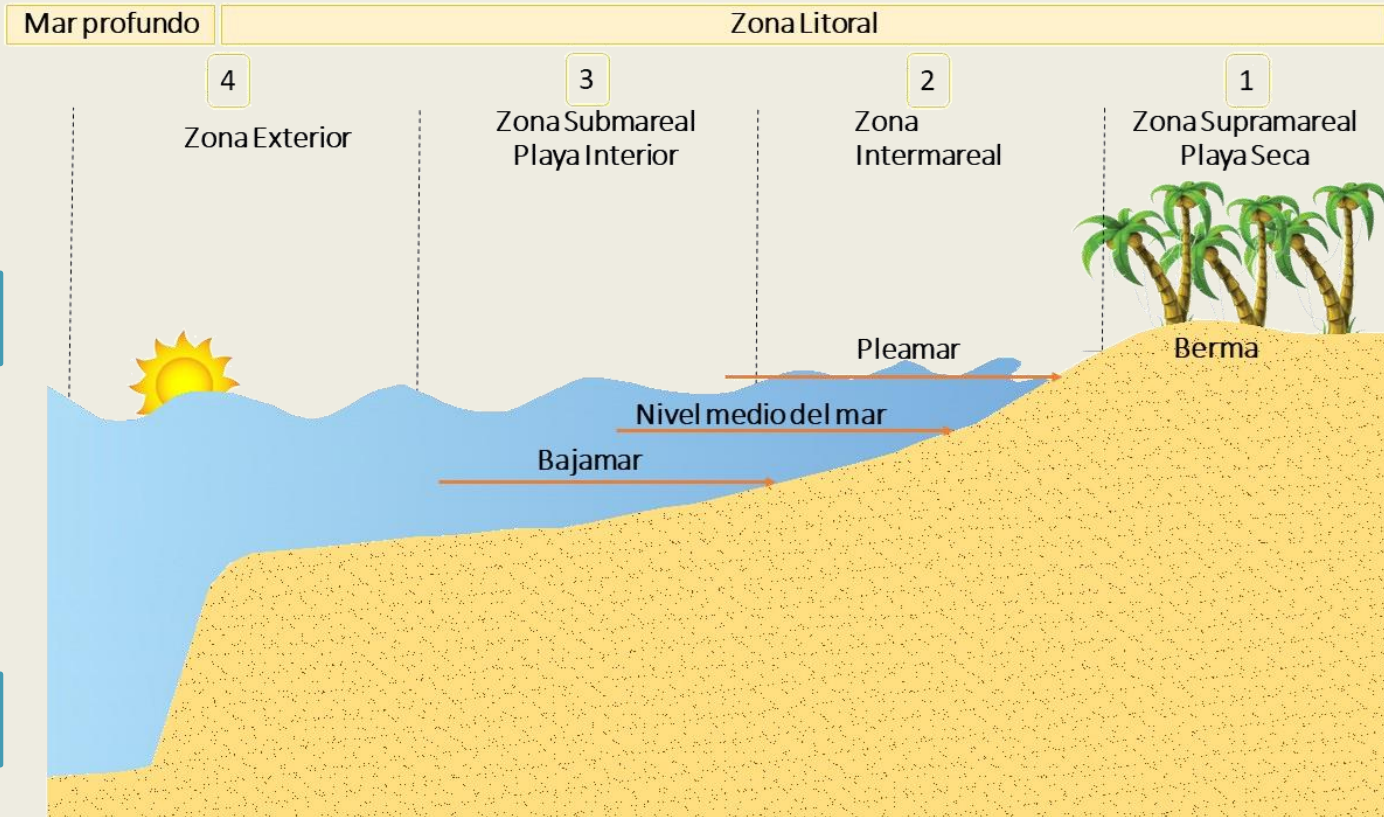 Mar profundo
Zona Litoral
4
3
2
1
Zona Exterior
Zona Submareal
Playa Interior
Zona
Intermareal
Zona Supramareal
Playa Seca
Pleamar
Berma
Nivel medio del mar
Bajamar